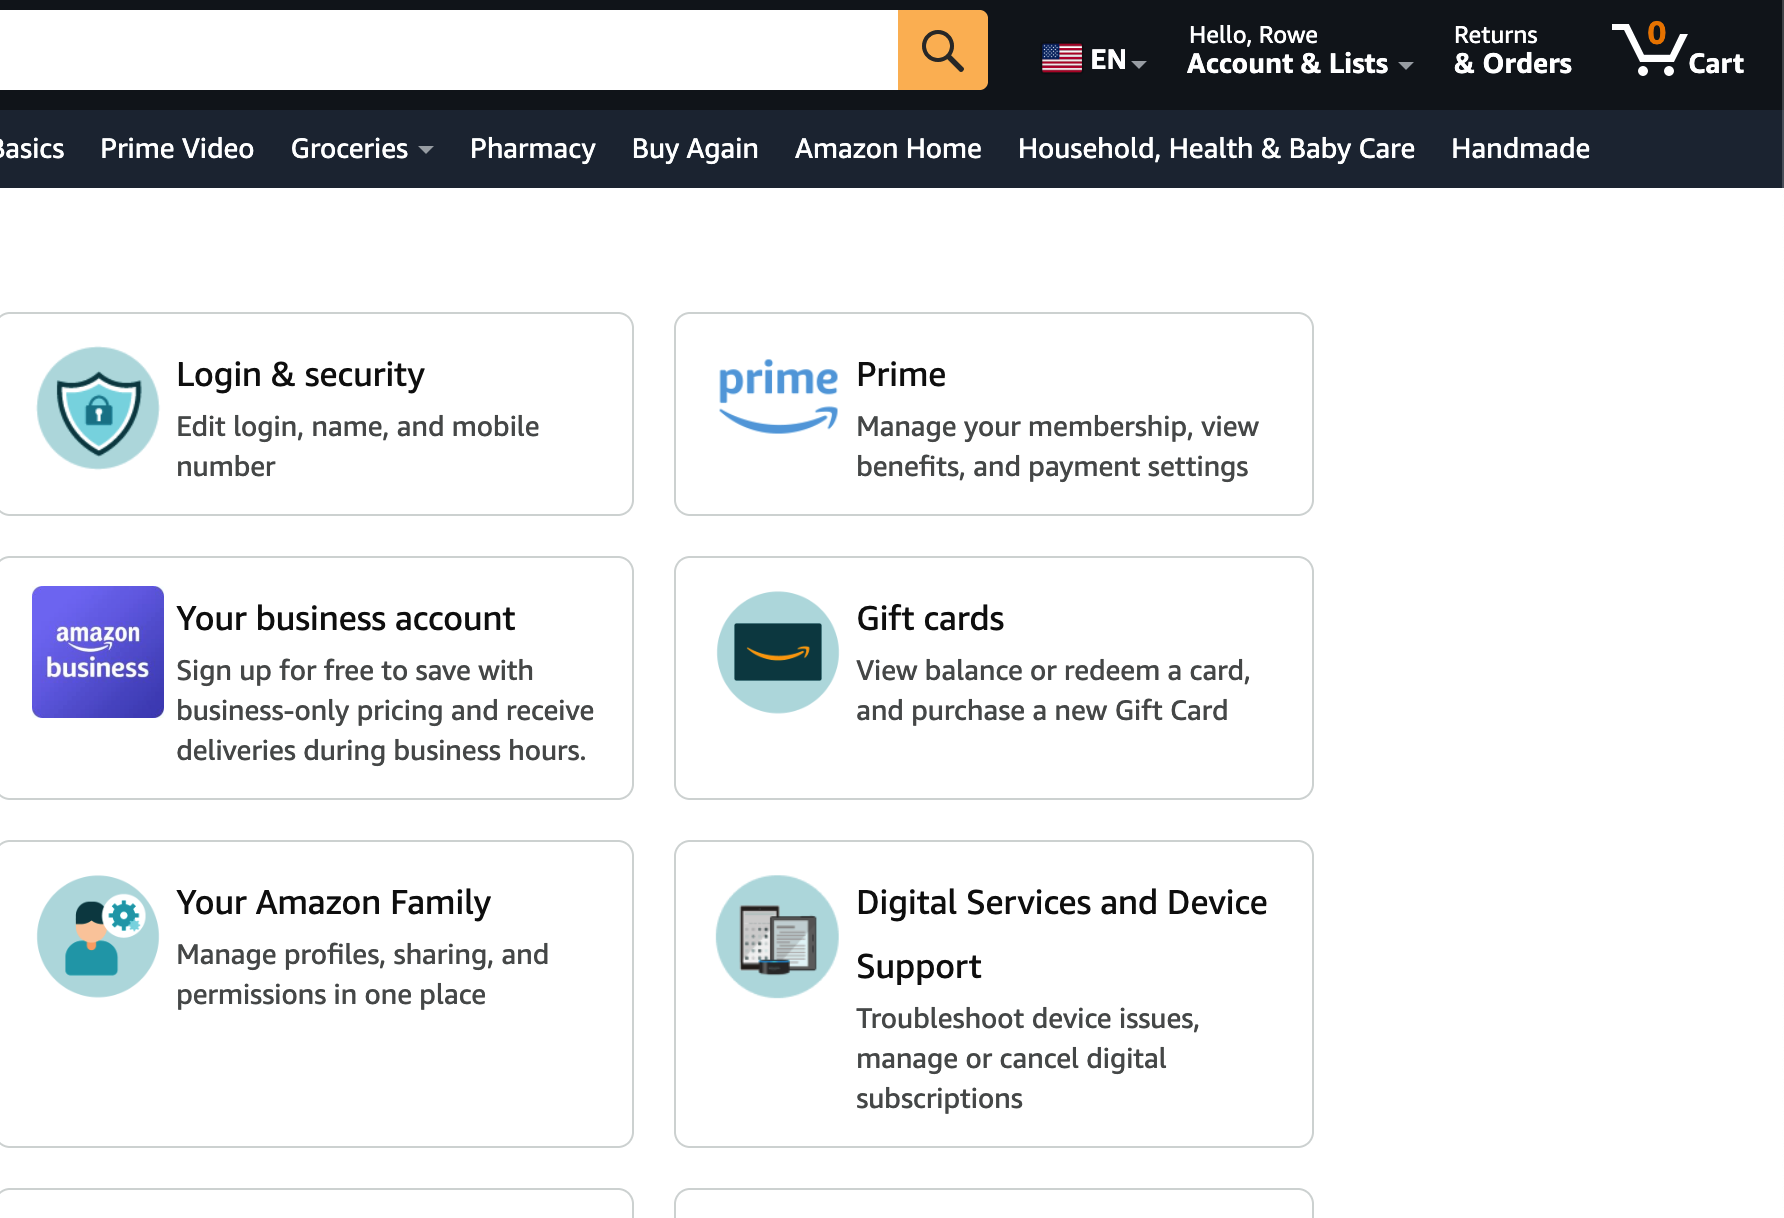 EN
Hello, Rowe
Account & Lists
Returns
& Orders
0
Cart
Basics Prime Video Groceries Pharmacy Buy Again Amazon Home Household, Health & Baby Care Handmade
Login & security
Edit login, name, and mobile
number
prime
Prime
Manage your membership, view
benefits, and payment settings
amazon
business
Your business account
Sign up for free to save with
business-only pricing and receive
deliveries during business hours.
Gift cards
View balance or redeem a card,
and purchase a new Gift Card
Your Amazon Family
Manage profiles, sharing, and
permissions in one place
Digital Services and Device
Support
Troubleshoot device issues,
manage or cancel digital
subscriptions